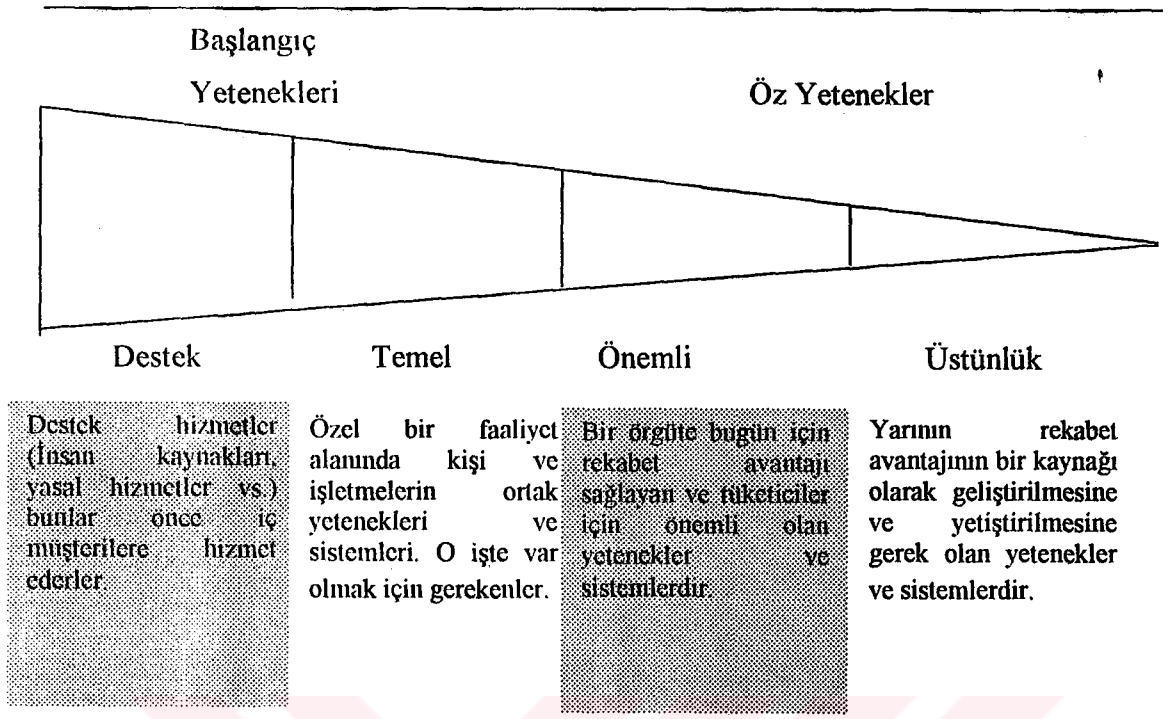 Başlangıç
Yetenekleri
Öz Yetenekler
Destek
Temel
Önemli
Üstünlük
Destek hizmetler
(İnsan kaynakları,
yasal hizmetler vs.)
bunlar önce iç
müşterilere hizmet
ederler.
Özel bir faaliyet
alanında kişi ve
işletmelerin ortak
yetenekleri ve
sistemleri. O işte var
olmak için gerekenler.
Bir örgüte bugün için
rekabet avantajı
sağlayan ve tüketiciler
için önemli olan
yetenekler ve
sistemlerdir.
Yarının rekabet
avantajının bir kaynağı
olarak geliştirilmesine
ve yetiştirilmesine
gerek olan yetenekler
ve sistemlerdir.